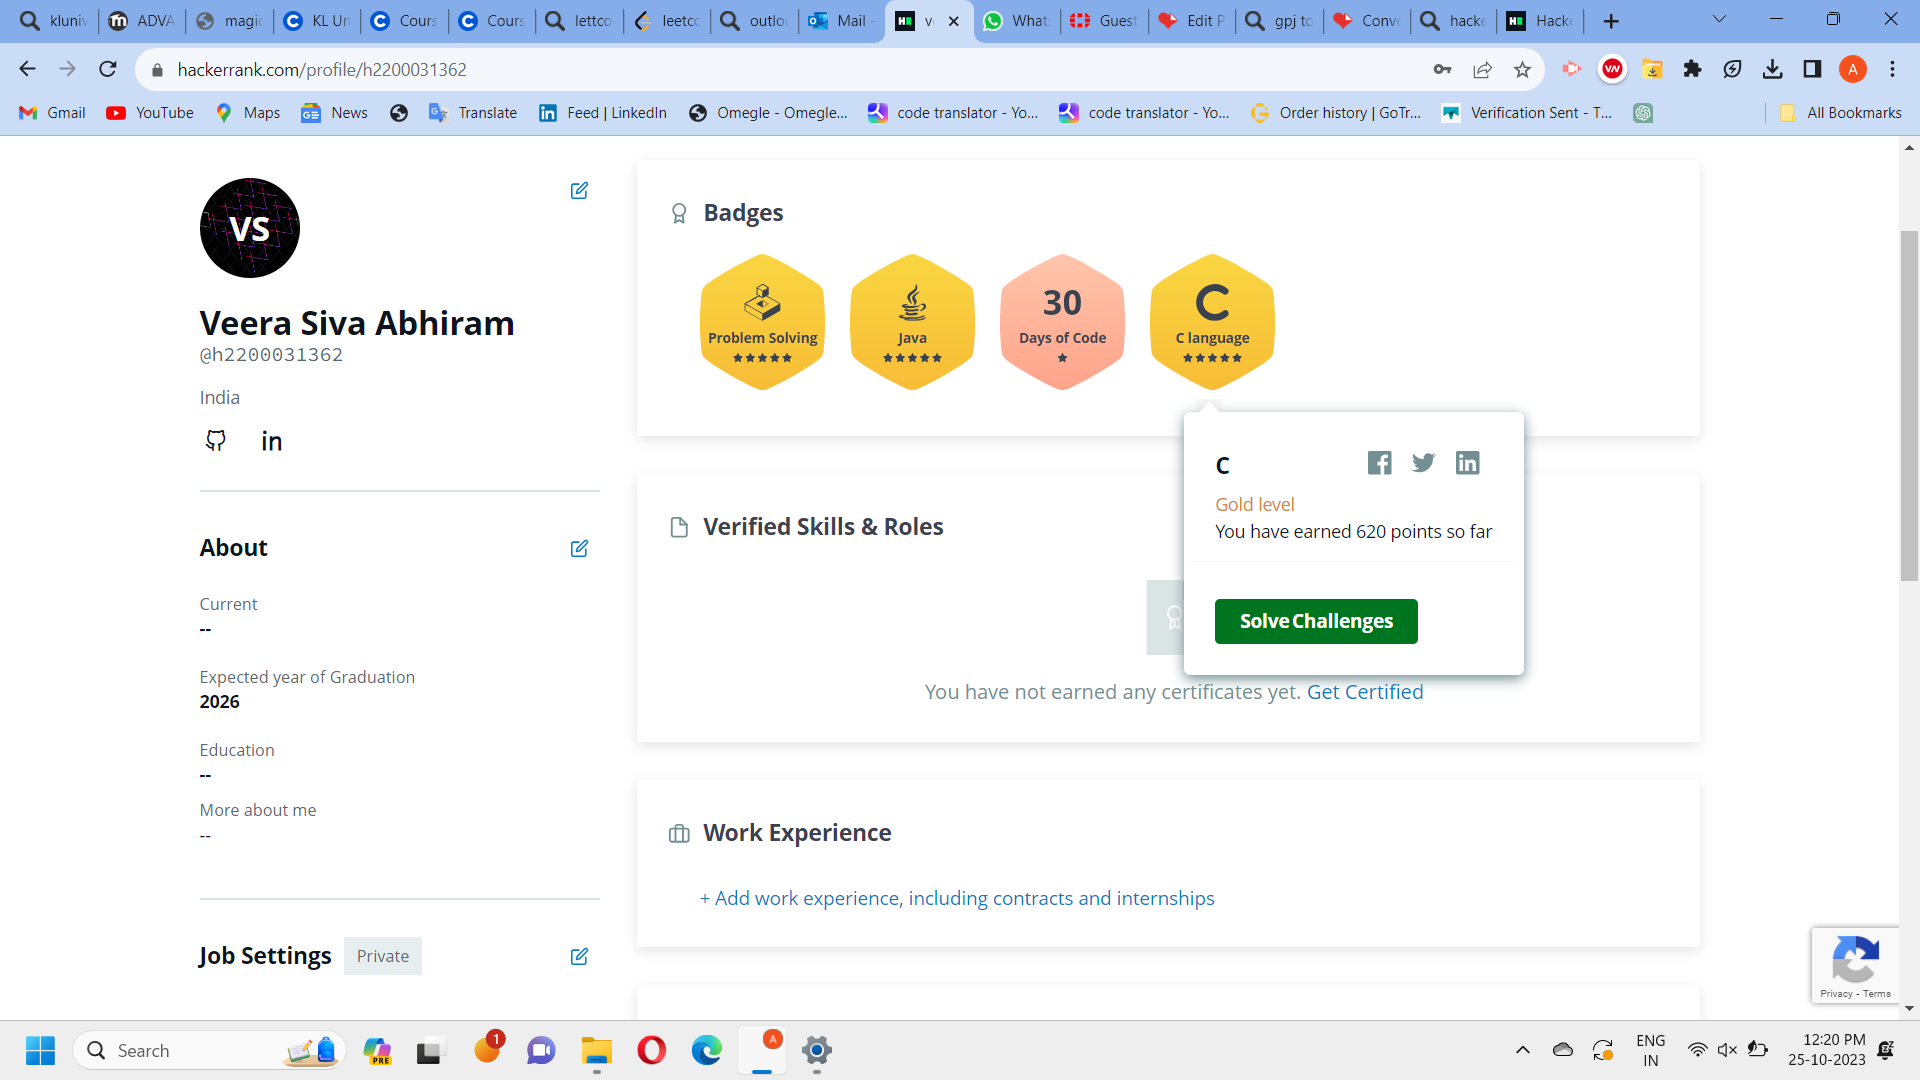 kluniv
ADVA
magic
KL Un
Cours
Cours
lettco
leetco
outlo
Mail -
WhatsA
Guest
Edit P
gpj to
Conve
hacke
Hacke
hackerrank.com/profile/h2200031362
A
Gmail
YouTube
Maps
News
Translate
Feed | LinkedIn
Omegle - Omegle...
code translator - Yo...
code translator - Yo...
Order history | GoTr...
Verification Sent - T...
All Bookmarks
VS
Veera Siva Abhiram
@h2200031362
India
in
About
Current
--
Expected year of Graduation
2026
Education
--
More about me
--
Job Settings
Private
Badges
Problem Solving
Java
30
Days of Code
C
C language
C
Gold level
You have earned 620 points so far
Solve Challenges
Verified Skills & Roles
You have not earned any certificates yet. Get Certified
Work Experience
+ Add work experience, including contracts and internships
Privacy - Terms
Search
PRE
1
A
ENG
IN
12:20 PM
25-10-2023